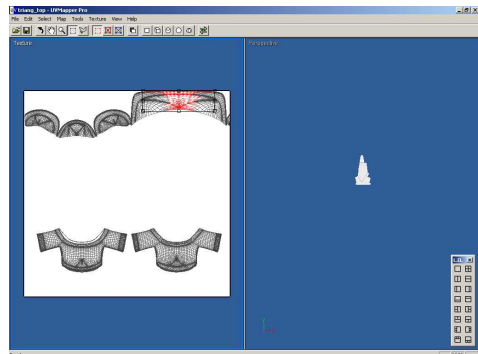 triang_top - UVMapper Pro
File Edit Select Map Tools Texture View Help
Texture
Perspective